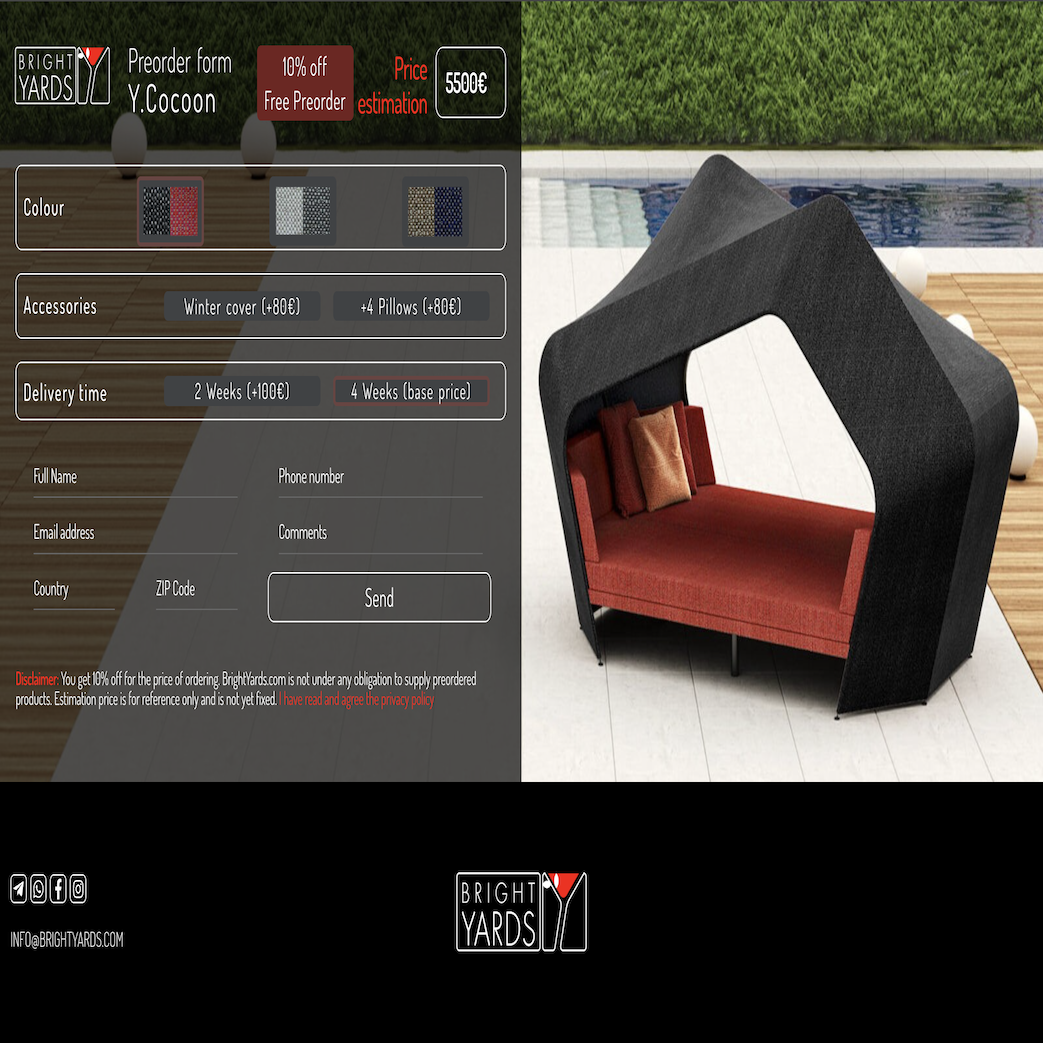 BRIGHT
YARDS
Preorder form
Y.Cocoon
10% off
Free Preorder
Price
estimation
5500€
Colour
Accessories
Winter cover (+80€)
+4 Pillows (+80€)
Delivery time
2 Weeks (+100€)
4 Weeks (base price)
Full Name
Phone number
Email address
Comments
Country
ZIP Code
Send
Disclaimer: You get 10% off for the price of ordering. BrightYards.com is not under any obligation to supply preordered
products. Estimation price is for reference only and is not yet fixed. I have read and agree the privacy policy
INFO@BRIGHTYARDS.COM
BRIGHT
YARDS